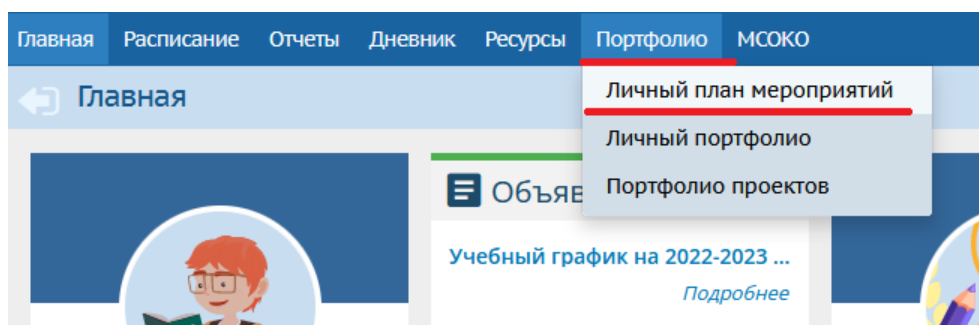 Главная Расписание Отчеты Дневник Ресурсы Портфолио МСОКО
Главная
Личный план мероприятий
Личный портфолио
Портфолио проектов
Объяв
Учебный график на 2022-2023 ...
Подробнее